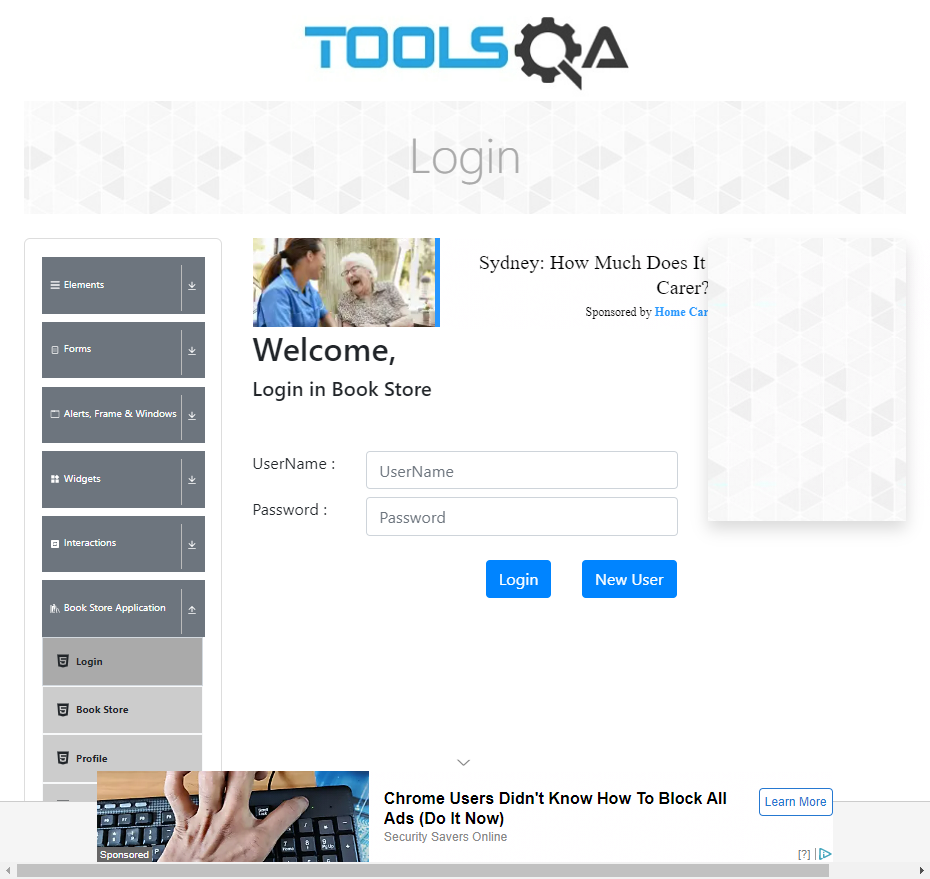 TOOLSQA
Login
Elements
Forms
Alerts, Frame & Windows
Widgets
Interactions
Book Store Application
Login
Book Store
Profile
Sydney: How Much Does It
Carer?
Sponsored by Home Car
Welcome,
Login in Book Store
UserName :
UserName
Password :
Password
Login
New User
Sponsored
Chrome Users Didn't Know How To Block All
Ads (Do It Now)
Security Savers Online
Learn More
[?]